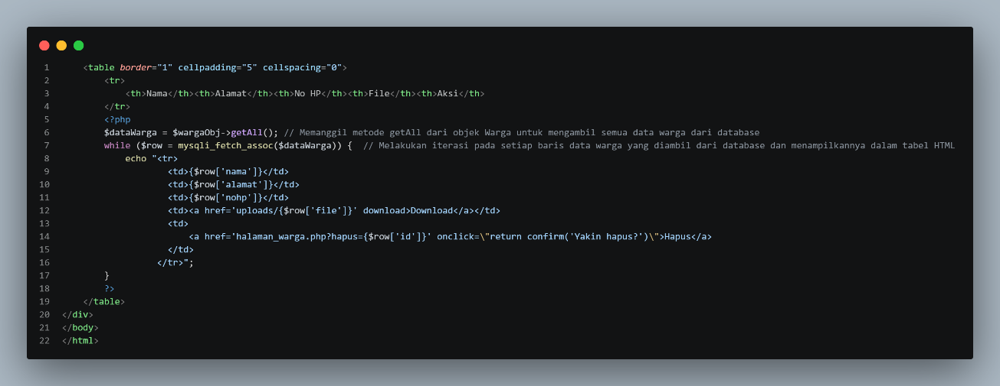 1 <table border="1" cellpadding="5" cellspacing="0">
2 <tr>
3 <th>Nama</th><th>Alamat</th><th>No HP</th><th>File</th><th>Aksi</th>
4 </tr>
5 <?php
6 $dataWarga = $wargaObj->getAll(); // Memanggil metode getAll dari objek Warga untuk mengambil semua data warga dari database
7 while ($row = mysqli_fetch_assoc($dataWarga)) {  // Melakukan iterasi pada setiap baris data warga yang diambil dari database dan menampilkannya dalam tabel HTML
8 echo "<tr>
9 <td>{$row['nama']}</td>
10 <td>{$row['alamat']}</td>
11 <td>{$row['nohp']}</td>
12 <td><a href='uploads/{$row['file']}' download>Download</a></td>
13 <td>
14 <a href='halaman_warga.php?hapus={$row['id']}' onclick=\"return confirm('Yakin hapus?')\">Hapus</a>
15 </td>
16 </tr>";
17 }
18 ?>
19 </table>
20 </div>
21 </body>
22 </html>